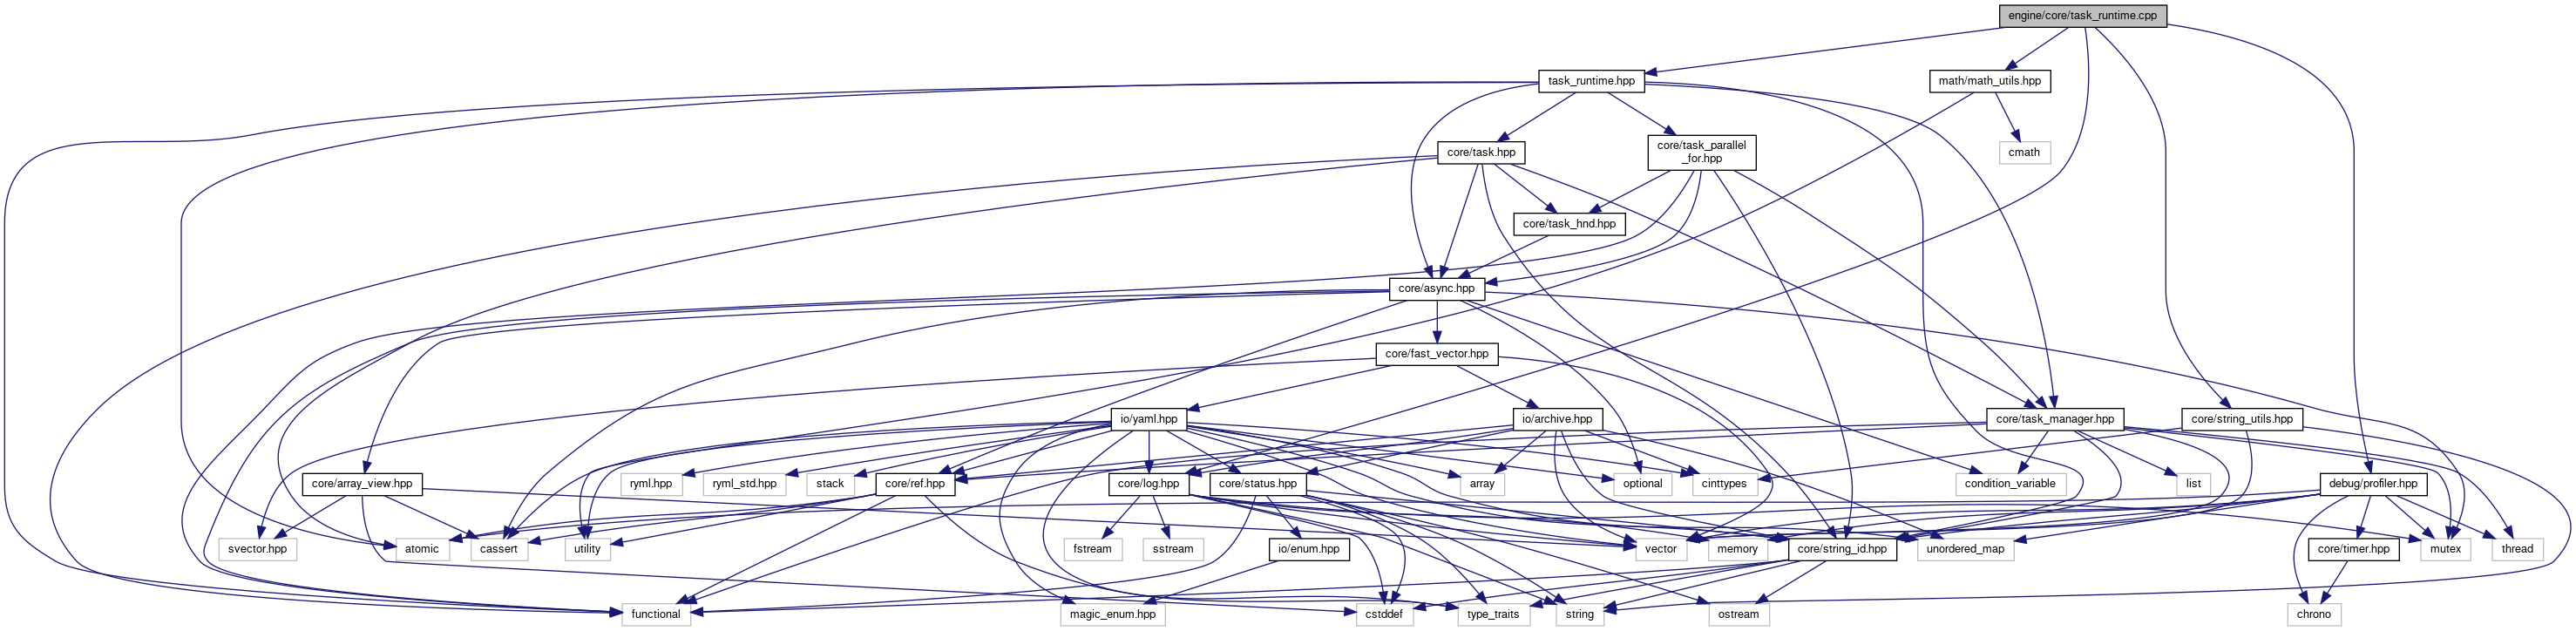 engine/core/task_runtime.cpp
task_runtime.hpp
math/math_utils.hpp
core/task.hpp
core/task_parallel
_for.hpp
cmath
core/task_hnd.hpp
core/async.hpp
core/fast_vector.hpp
io/yaml.hpp
io/archive.hpp
core/task_manager.hpp
core/string_utils.hpp
core/array_view.hpp
ryml.hpp
ryml_std.hpp
stack
core/ref.hpp
core/log.hpp
core/status.hpp
array
optional
cinttypes
condition_variable
list
debug/profiler.hpp
svector.hpp
atomic
cassert
utility
fstream
sstream
io/enum.hpp
vector
memory
core/string_id.hpp
unordered_map
core/timer.hpp
mutex
thread
functional
magic_enum.hpp
cstddef
type_traits
string
ostream
chrono